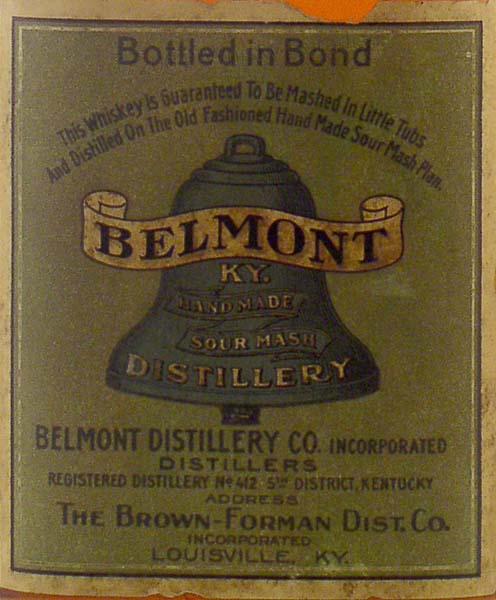 Bottled in Bond
This Whiskey Is Guaranteed To Be Mashed In Little Tubs
And Distilled On The Old Fashioned Hand Made Sour Mash Plan.
BELMONT
KY.
HAND MADE
SOUR MASH
DISTILLERY
BELMONT DISTILLERY CO. INCORPORATED
DISTILLERS
REGISTERED DISTILLERY No 412 5TH DISTRICT, KENTUCKY
ADDRESS
THE BROWN-FORMAN DIST. CO.
INCORPORATED
LOUISVILLE, KY.